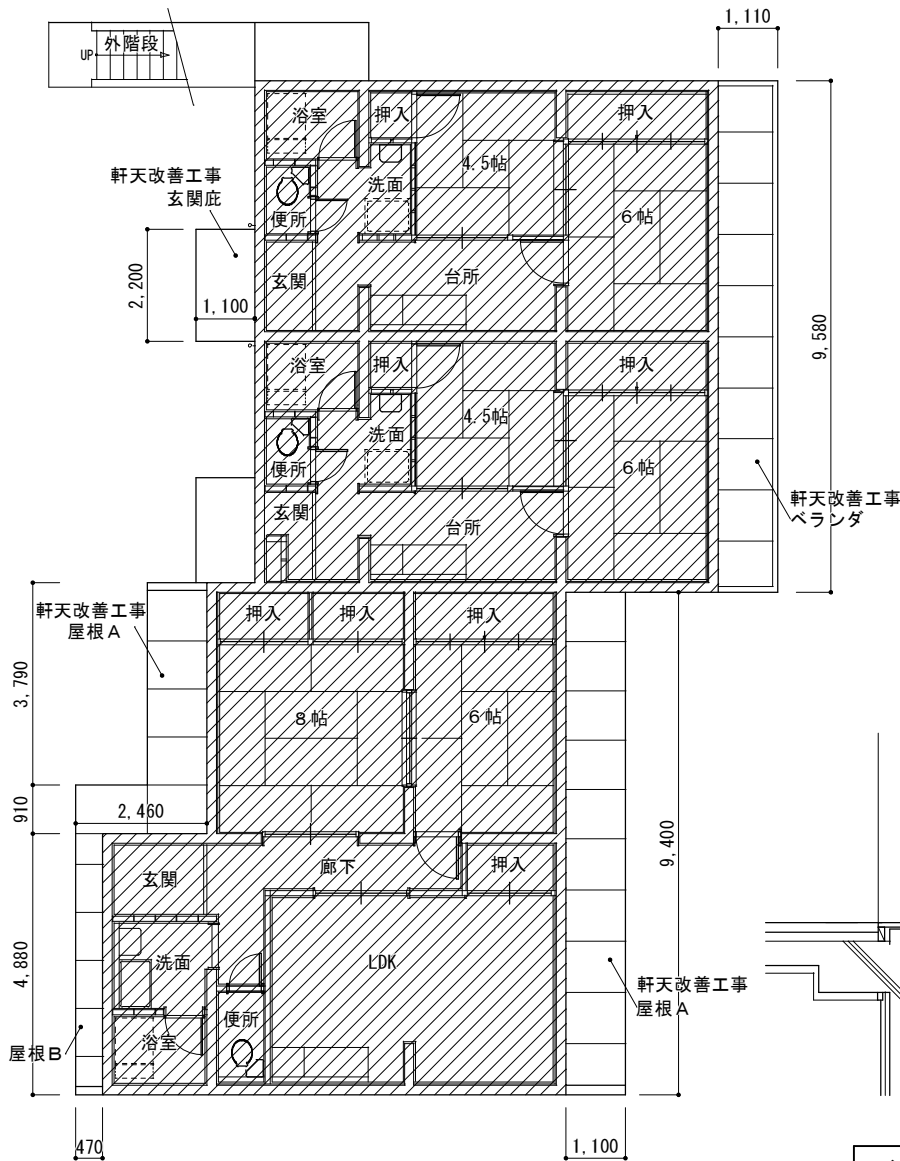 1,110
外階段
UP
浴室
押入
押入
4.5帖
洗面
軒天改善工事
玄関庇
便所
6帖
玄関
台所
2,200
1,100
9,580
浴室
押入
押入
4.5帖
洗面
便所
6帖
玄関
軒天改善工事
ベランダ
台所
軒天改善工事
屋根A
押入
押入
押入
3,790
8帖
6帖
910
2,460
9,400
玄関
廊下
押入
洗面
LDK
4,880
軒天改善工事
屋根A
便所
浴室
屋根B
470
1,100